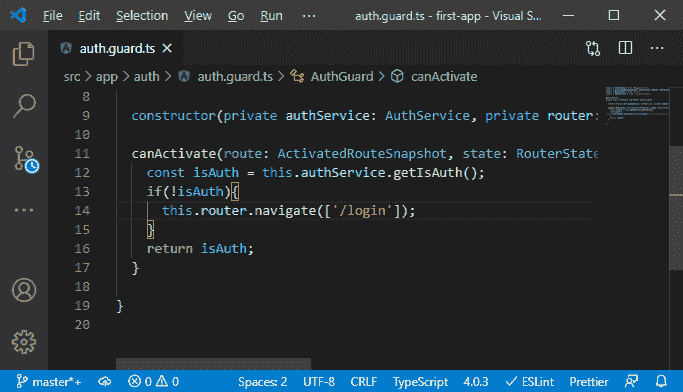 File Edit Selection View Go Run ··· auth.guard.ts - first-app - Visual S...
auth.guard.ts
src > app > auth > auth.guard.ts > AuthGuard > canActivate
8
9 constructor(private authService: AuthService, private router:
10
11 canActivate(route: ActivatedRouteSnapshot, state: RouterState
12 const isAuth = this.authService.getIsAuth();
13 if(!isAuth){
14 this.router.navigate(['/login']);
15 }
16 return isAuth;
17 }
18
19 }
20
master*+ 0 0 Spaces: 2 UTF-8 CRLF TypeScript 4.0.3 ✓ ESLint Prettier